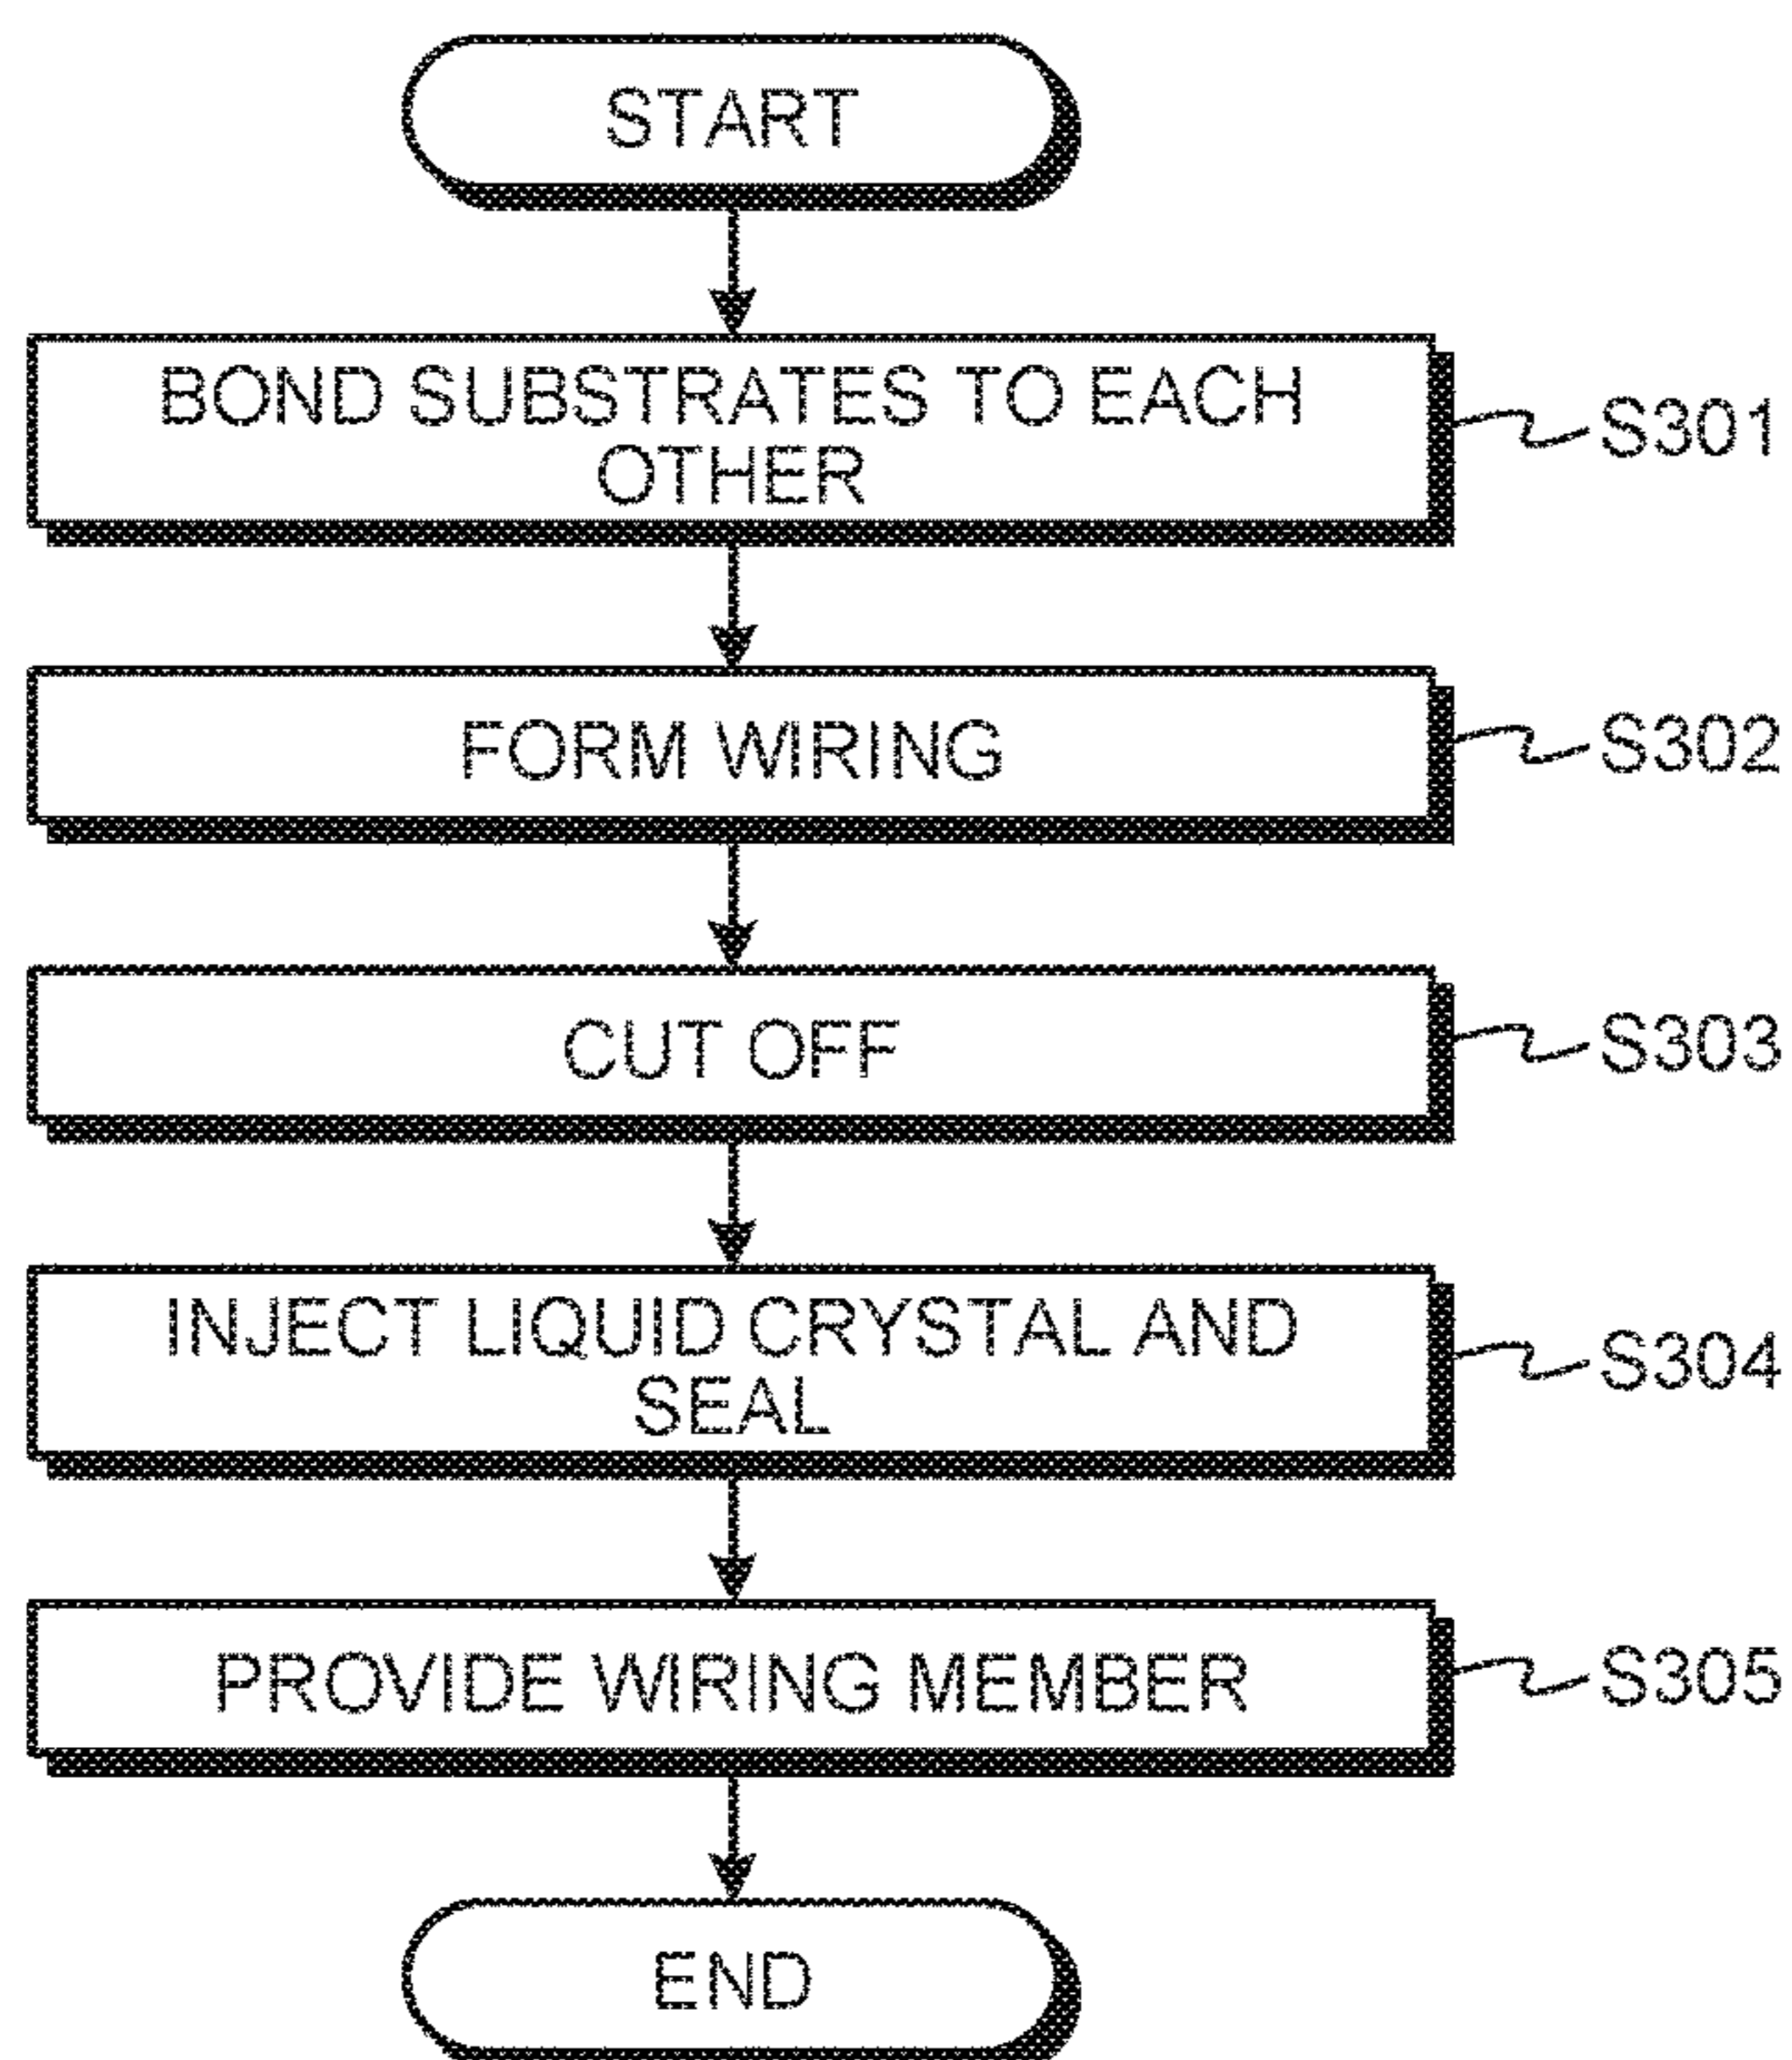 START
BOND SUBSTRATES TO EACH
OTHER
S301
FORM WIRING
S302
CUT OFF
S303
INJECT LIQUID CRYSTAL AND
SEAL
S304
PROVIDE WIRING MEMBER
S305
END